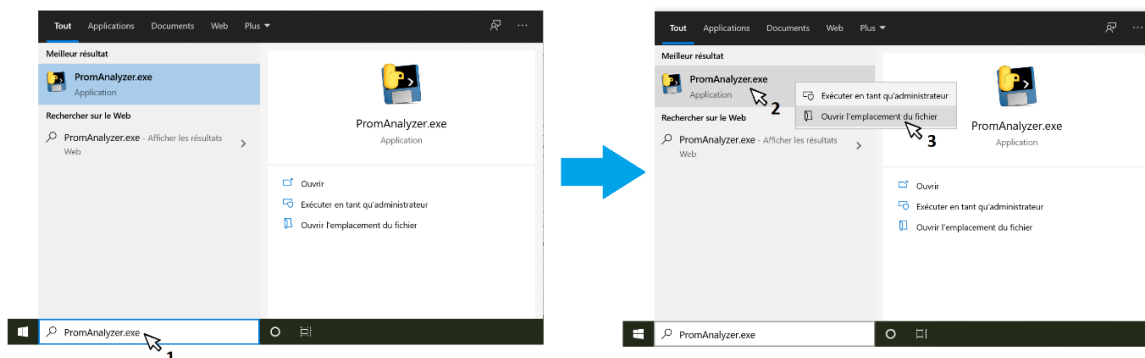 Tout Applications Documents Web Plus
Meilleur résultat
PromAnalyzer.exe
Application
Rechercher sur le Web
PromAnalyzer.exe - Afficher les résultats
Web
PromAnalyzer.exe
Application
Ouvrir
Exécuter en tant qu'administrateur
Ouvrir l'emplacement du fichier
PromAnalyzer.exe
1
Tout Applications Documents Web Plus
Meilleur résultat
PromAnalyzer.exe
Application
2
Exécuter en tant qu'administrateur
Ouvrir l'emplacement du fichier
3
Rechercher sur le Web
PromAnalyzer.exe - Afficher les résultats
Web
PromAnalyzer.exe
Application
Ouvrir
Exécuter en tant qu'administrateur
Ouvrir l'emplacement du fichier
PromAnalyzer.exe